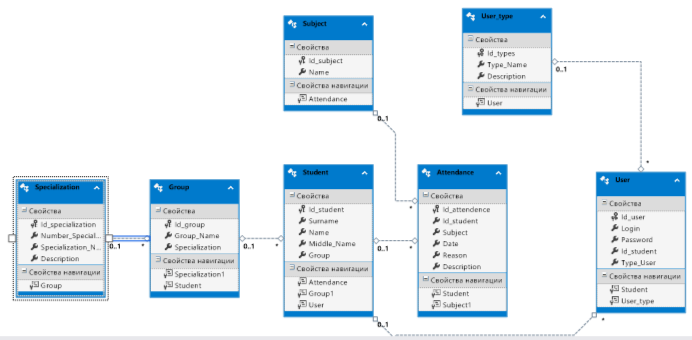 Subject
Свойства
Id_subject
Name
Свойства навигации
Attendance
0..1
User_type
Свойства
Id_types
Type_Name
Description
Свойства навигации
User
0..1
*
Specialization
Свойства
Id_specialization
Number_Special...
Specialization_N...
Description
Свойства навигации
Group
0..1
*
Group
Свойства
Id_group
Group_Name
Specialization
Свойства навигации
Specialization1
Student
0..1
*
Student
Свойства
Id_student
Surname
Name
Middle_Name
Group
Свойства навигации
Attendance
Group1
User
0..1
*
*
0..1
Attendance
Свойства
Id_attendence
Id_student
Subject
Date
Reason
Description
Свойства навигации
Student
Subject1
User
Свойства
Id_user
Login
Password
Id_student
Type_User
Свойства навигации
Student
User_type
*